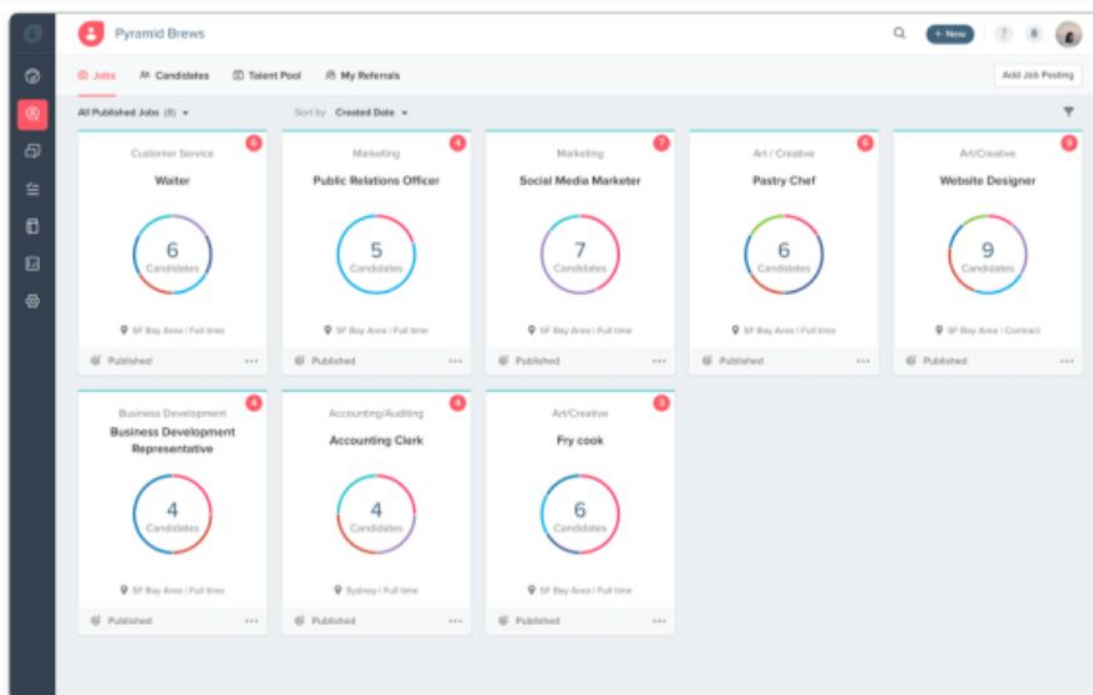 Pyramid Brews
+ New
?
Jobs
Candidates
Talent Pool
My Referrals
Add Job Posting
All Published Jobs (8)
Sort by Created Date
6
Customer Service
Waiter
6
Candidates
SF Bay Area | Full time
Published
4
Marketing
Public Relations Officer
5
Candidates
SF Bay Area | Full time
Published
7
Marketing
Social Media Marketer
7
Candidates
SF Bay Area | Full time
Published
6
Art / Creative
Pastry Chef
6
Candidates
SF Bay Area | Full time
Published
9
Art/Creative
Website Designer
9
Candidates
SF Bay Area | Contract
Published
4
Business Development
Business Development
Representative
4
Candidates
SF Bay Area | Full time
Published
4
Accounting/Auditing
Accounting Clerk
4
Candidates
Sydney | Full time
Published
3
Art/Creative
Fry cook
6
Candidates
SF Bay Area | Full time
Published